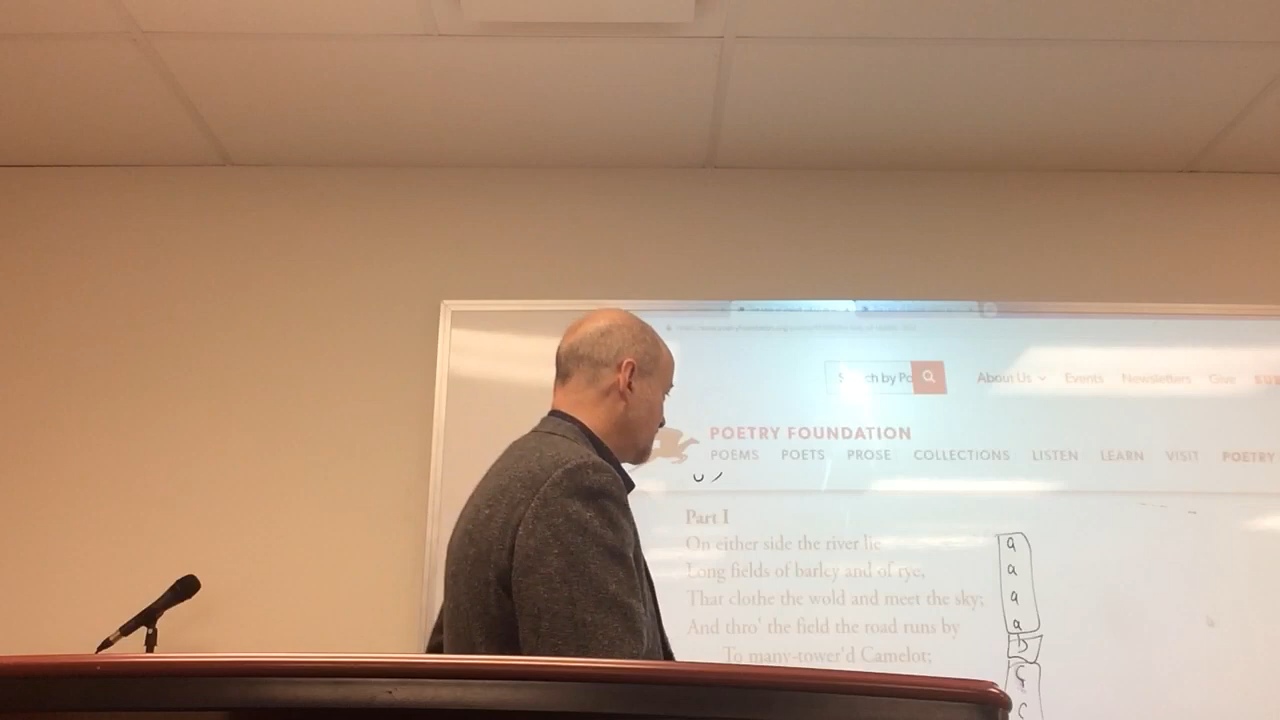 Search by Po
About Us Events Newsletters Give SUB
POETRY FOUNDATION
POEMS POETS PROSE COLLECTIONS LISTEN LEARN VISIT POETRY
Part I
On either side the river lie
Long fields of barley and of rye,
That clothe the wold and meet the sky;
And thro' the field the road runs by
To many-tower'd Camelot;
a
a
a
a
b
c
c